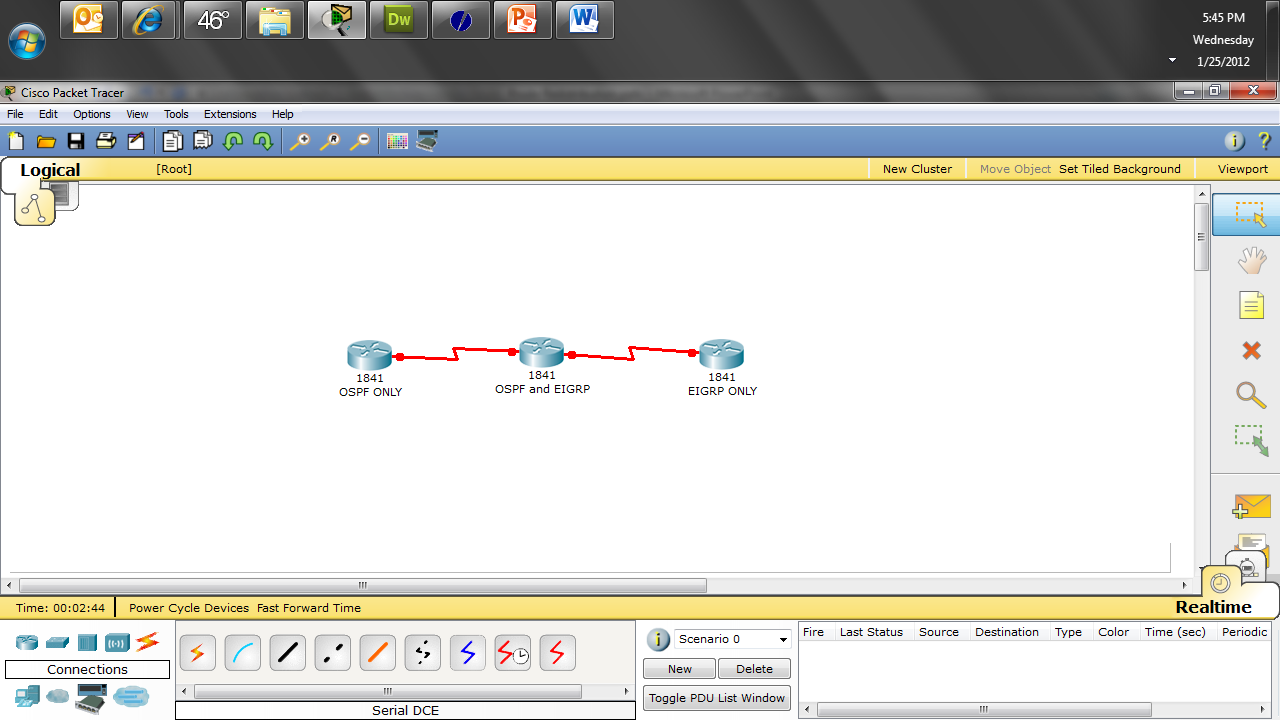 46°
Dw
5:45 PM
Wednesday
1/25/2012
Cisco Packet Tracer
File Edit Options View Tools Extensions Help
Logical [Root] New Cluster Move Object Set Tiled Background Viewport
1841
OSPF ONLY
1841
OSPF and EIGRP
1841
EIGRP ONLY
Time: 00:02:44 Power Cycle Devices Fast Forward Time
Realtime
Connections
Serial DCE
Scenario 0
New Delete
Toggle PDU List Window
Fire Last Status Source Destination Type Color Time (sec) Periodic